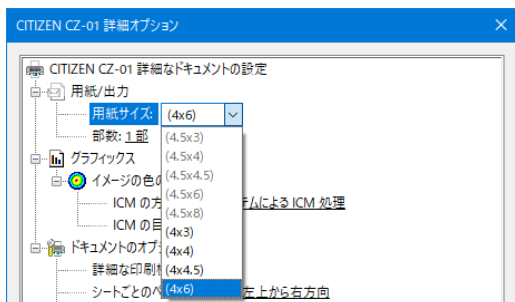 CITIZEN CZ-01 詳細オプション
CITIZEN CZ-01 詳細なドキュメントの設定
用紙/出力
用紙サイズ: (4x6)
部数: 1 部
(4.5x3)
グラフィックス
(4.5x4)
イメージの色の
(4.5x4.5)
ICM の方
(4.5x6)
テムによる ICM 処理
(4.5x8)
ICM の目
(4x3)
ドキュメントのオプ
(4x4)
詳細な印刷
(4x4.5)
シートごとのペ
(4x6)
左上から右方向